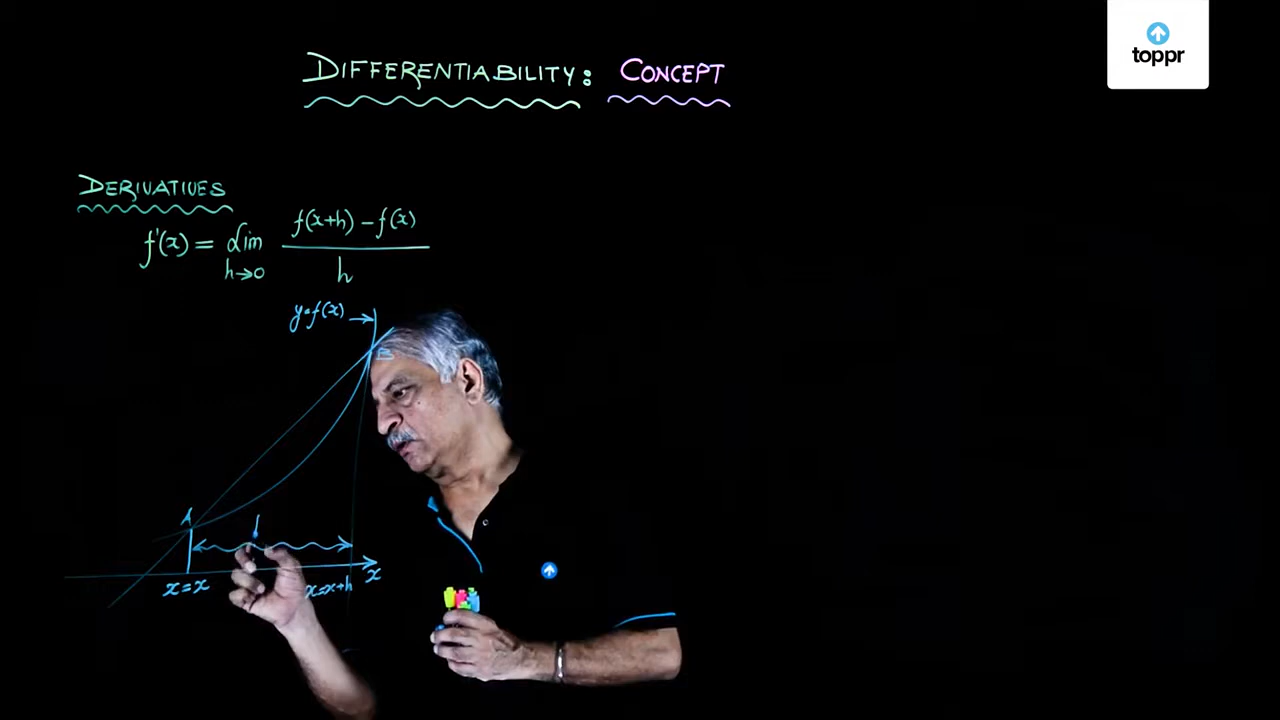 toppr
DIFFERENTIABILITY: CONCEPT
DERIVATIVES
f'(x) = Lim h→0 f(x+h) – f(x) / h
y=f(x)
B
A
x=x
x=x+h
x